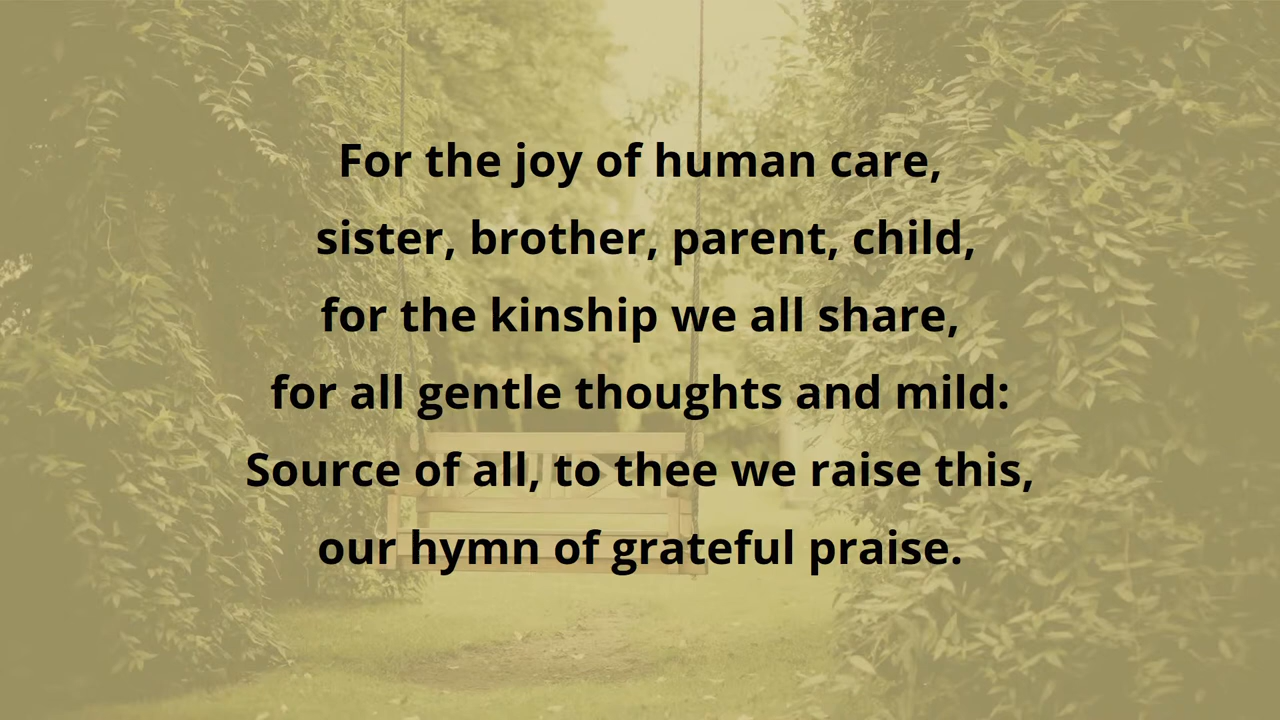 For the joy of human care,
sister, brother, parent, child,
for the kinship we all share,
for all gentle thoughts and mild:
Source of all, to thee we raise this,
our hymn of grateful praise.